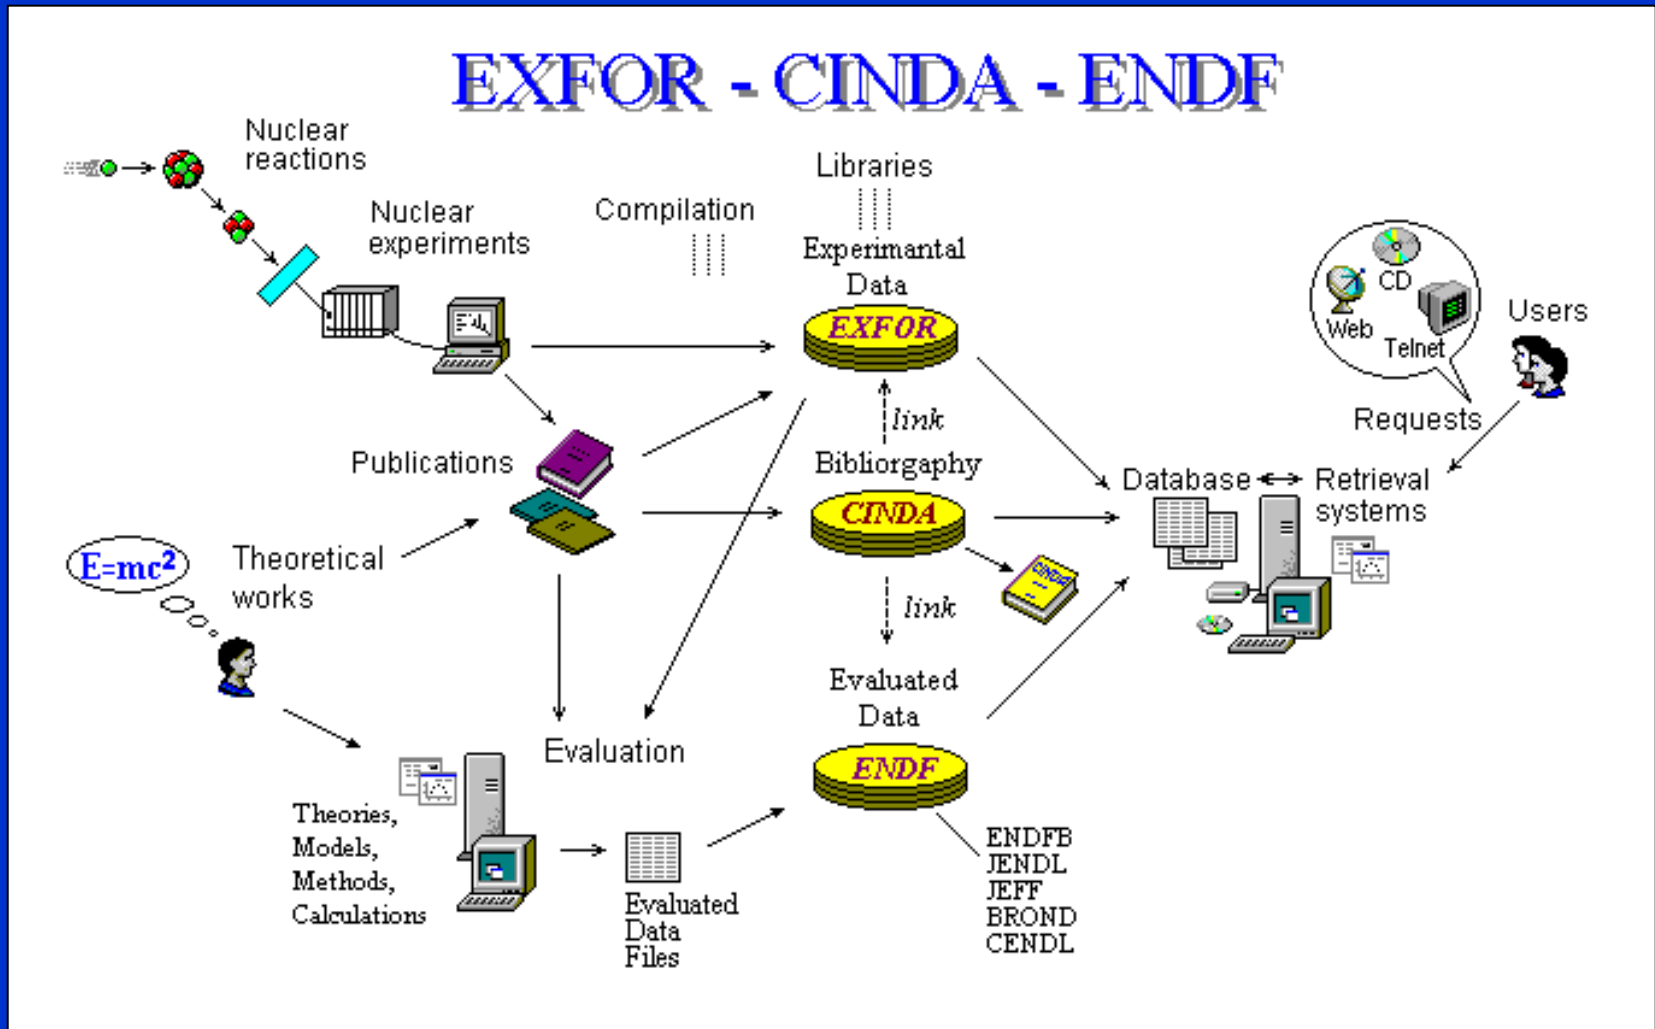 EXFOR - CINDA - ENDF
Nuclear
reactions
Nuclear
experiments
Compilation
Libraries
Experimantal
Data
EXFOR
link
Publications
Bibliorgaphy
CINDA
CINDA
link
Theoretical
works
E=mc²
Evaluated
Data
ENDF
Evaluation
Theories,
Models,
Methods,
Calculations
Evaluated
Data
Files
ENDFB
JENDL
JEFF
BROND
CENDL
CD
Web
Telnet
Users
Requests
Database
Retrieval
systems